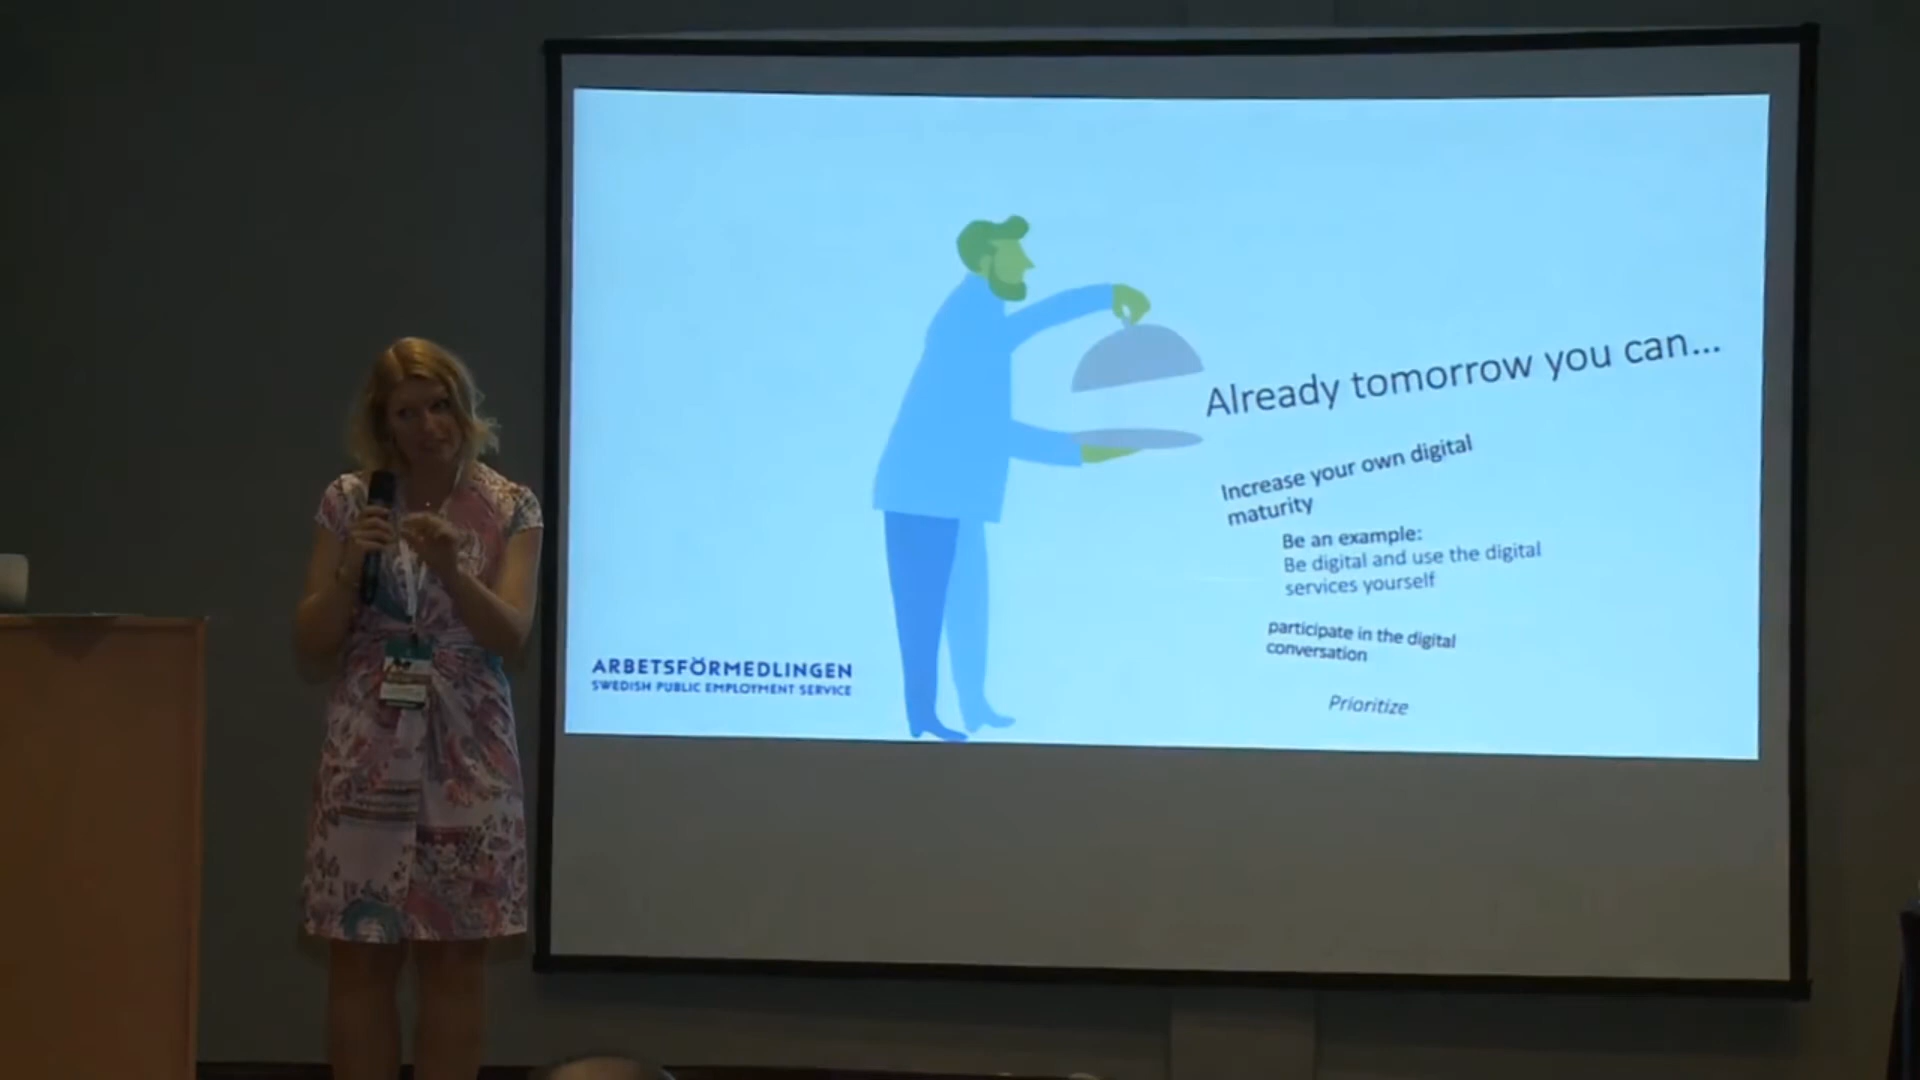 Already tomorrow you can...
Increase your own digital
maturity
Be an example:
Be digital and use the digital
services yourself
participate in the digital
conversation
Prioritize
ARBETSFÖRMEDLINGEN
SWEDISH PUBLIC EMPLOYMENT SERVICE